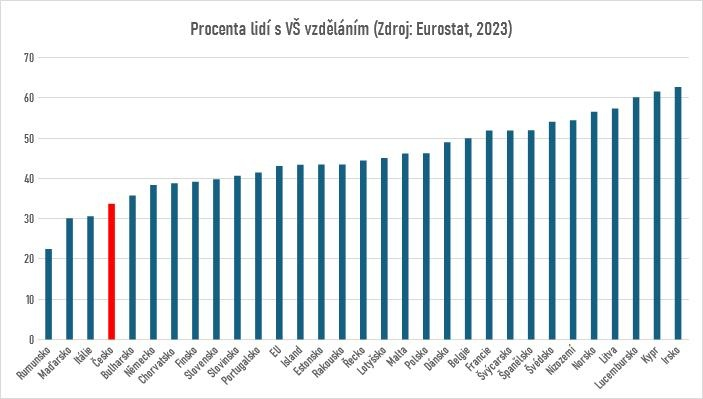 Procenta lidí s VŠ vzděláním (Zdroj: Eurostat, 2023)
70
60
50
40
30
20
10
0
Rumunsko
Maďarsko
Itálie
Česko
Bulharsko
Německo
Chorvatsko
Finsko
Slovensko
Slovinsko
Portugalsko
EU
Island
Estonsko
Rakousko
Řecko
Lotyšsko
Malta
Polsko
Dánsko
Belgie
Francie
Švýcarsko
Španělsko
Švédsko
Nizozemí
Norsko
Litva
Lucembursko
Kypr
Irsko